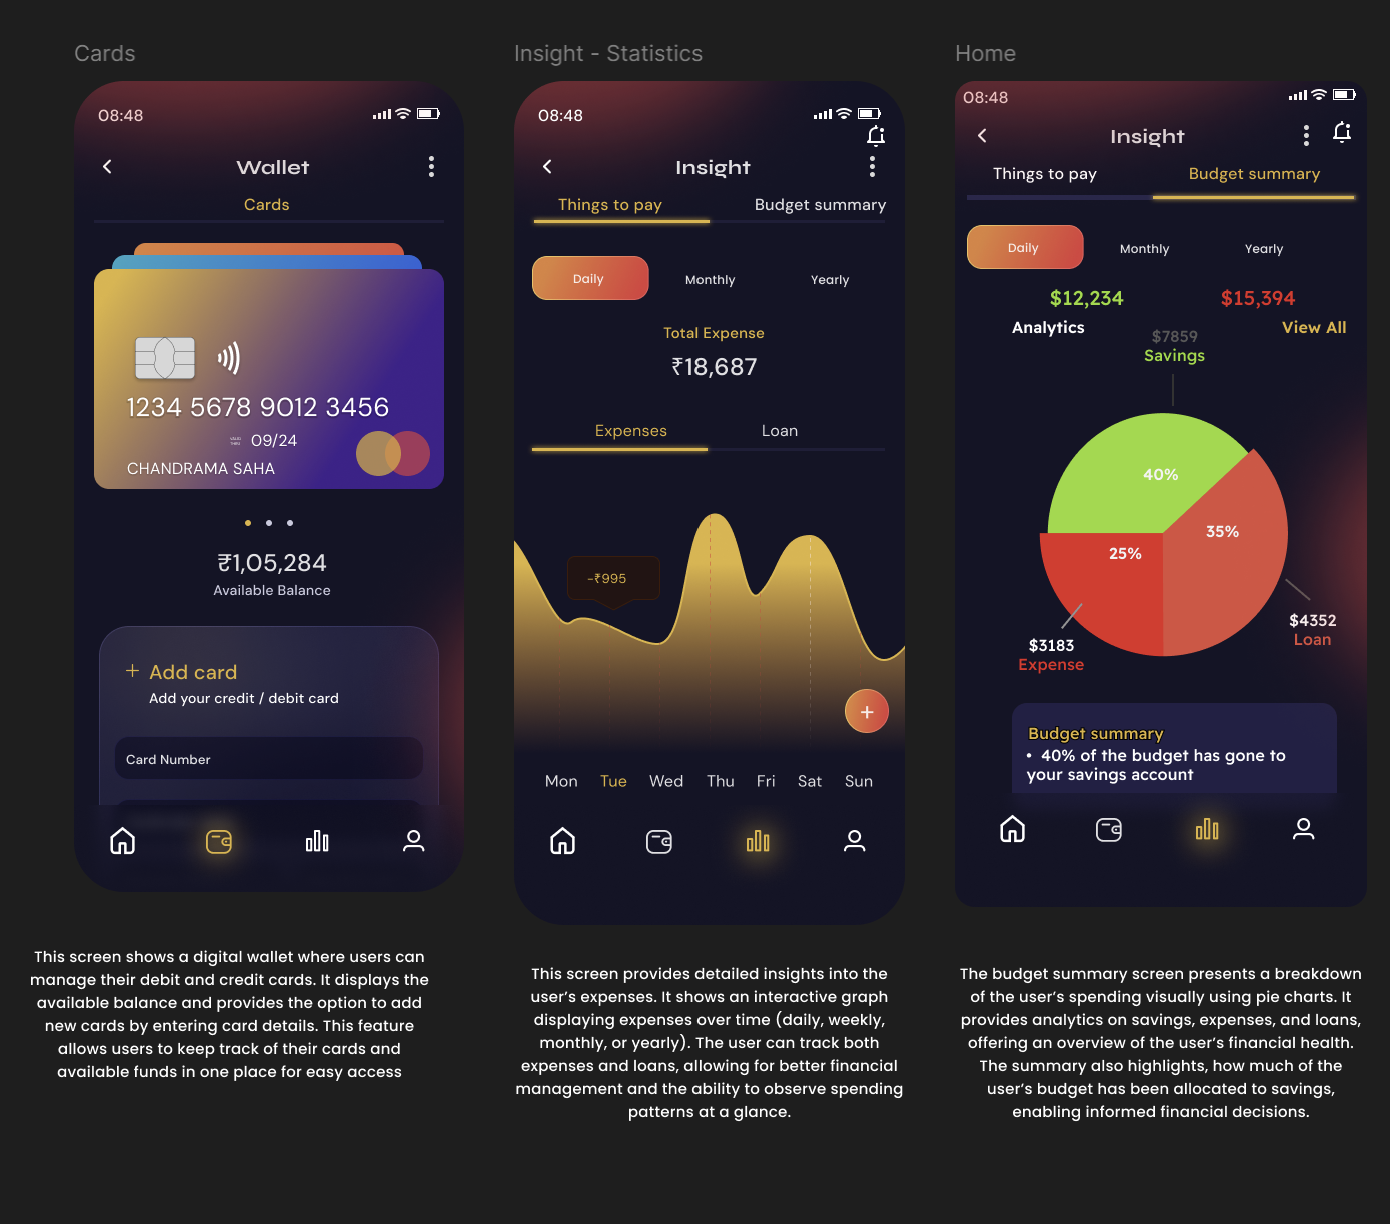 Cards
08:48
Wallet
Cards
1234 5678 9012 3456
09/24
CHANDRAMA SAHA
₹1,05,284
Available Balance
+ Add card
Add your credit / debit card
Card Number
This screen shows a digital wallet where users can
manage their debit and credit cards. It displays the
available balance and provides the option to add
new cards by entering card details. This feature
allows users to keep track of their cards and
available funds in one place for easy access
Insight - Statistics
08:48
Insight
Things to pay
Budget summary
Daily
Monthly
Yearly
Total Expense
₹18,687
Expenses
Loan
-₹995
+
Mon Tue Wed Thu Fri Sat Sun
This screen provides detailed insights into the
user's expenses. It shows an interactive graph
displaying expenses over time (daily, weekly,
monthly, or yearly). The user can track both
expenses and loans, allowing for better financial
management and the ability to observe spending
patterns at a glance.
Home
08:48
Insight
Things to pay
Budget summary
Daily
Monthly
Yearly
$12,234
$15,394
Analytics
View All
$7859
Savings
40%
35%
25%
$4352
Loan
$3183
Expense
Budget summary
• 40% of the budget has gone to
your savings account
The budget summary screen presents a breakdown
of the user's spending visually using pie charts. It
provides analytics on savings, expenses, and loans,
offering an overview of the user's financial health.
The summary also highlights, how much of the
user's budget has been allocated to savings,
enabling informed financial decisions.